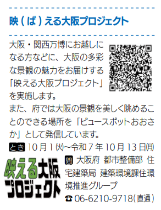 映(ば)える大阪プロジェクト
大阪・関西万博にお越しに
なる方などに、大阪の多彩
な景観の魅力をお届けする
「映える大阪プロジェクト」
を実施します。
また、府では大阪の景観を美しく眺めるこ
とのできる場所を「ビュースポットおおさ
か」として発信しています。
とき 10月1日(火)~令和7年10月13日(月)
問 大阪府 都市整備部 住
宅建築局 建築環境課住環
境推進グループ
☎06-6210-9718(直通)
映える大阪
プロジェクト